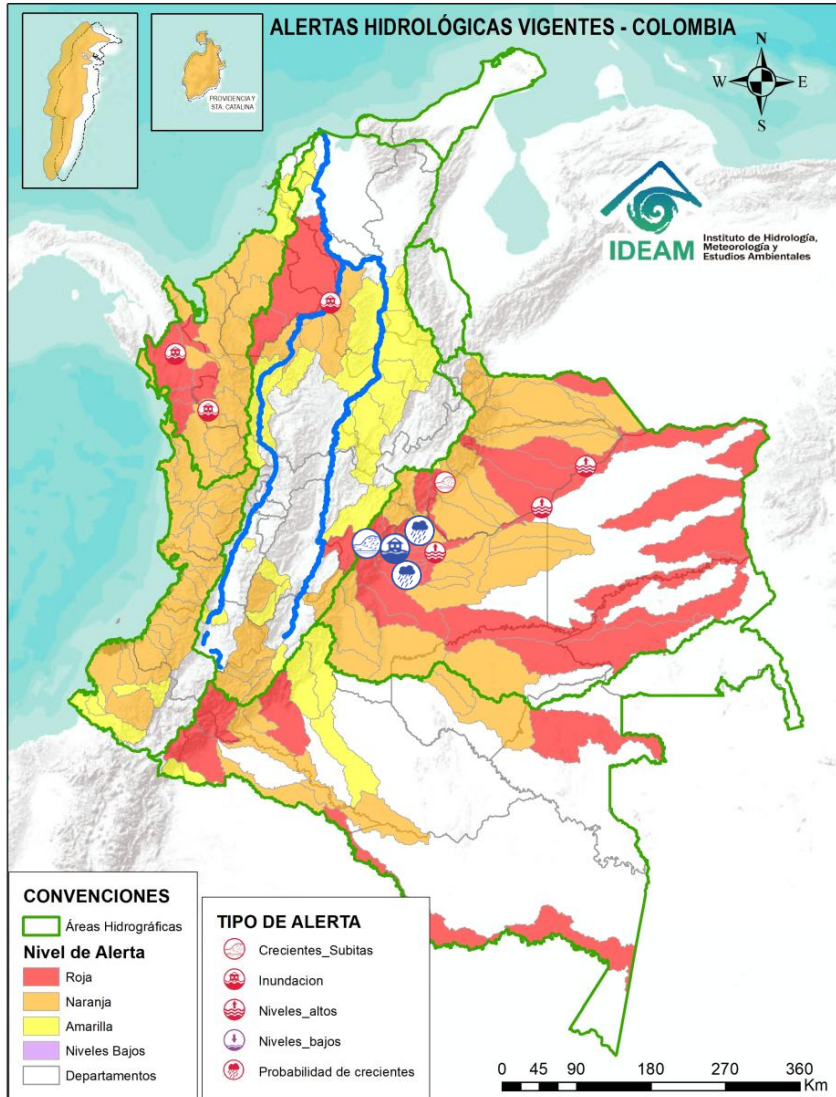 ALERTAS HIDROLÓGICAS VIGENTES - COLOMBIA
PROVIDENCIA Y
STA. CATALINA
N
W
E
S
IDEAM
Instituto de Hidrología,
Meteorología y
Estudios Ambientales
CONVENCIONES
Áreas Hidrográficas
Nivel de Alerta
Roja
Naranja
Amarilla
Niveles Bajos
Departamentos
TIPO DE ALERTA
Crecientes_Subitas
Inundacion
Niveles_altos
Niveles_bajos
Probabilidad de crecientes
0 45 90 180 270 360
Km